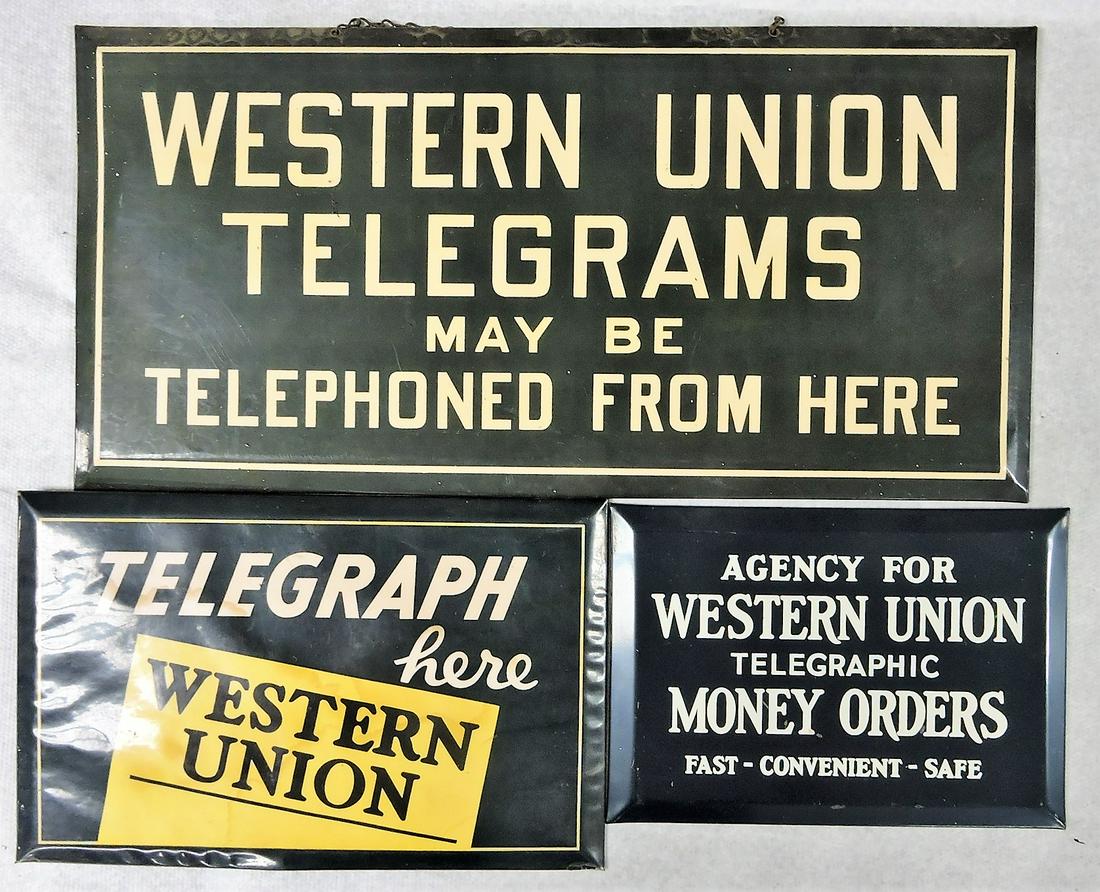 WESTERN UNION
TELEGRAMS
MAY BE
TELEPHONED FROM HERE
TELEGRAPH
here
WESTERN
UNION
AGENCY FOR
WESTERN UNION
TELEGRAPHIC
MONEY ORDERS
FAST - CONVENIENT - SAFE